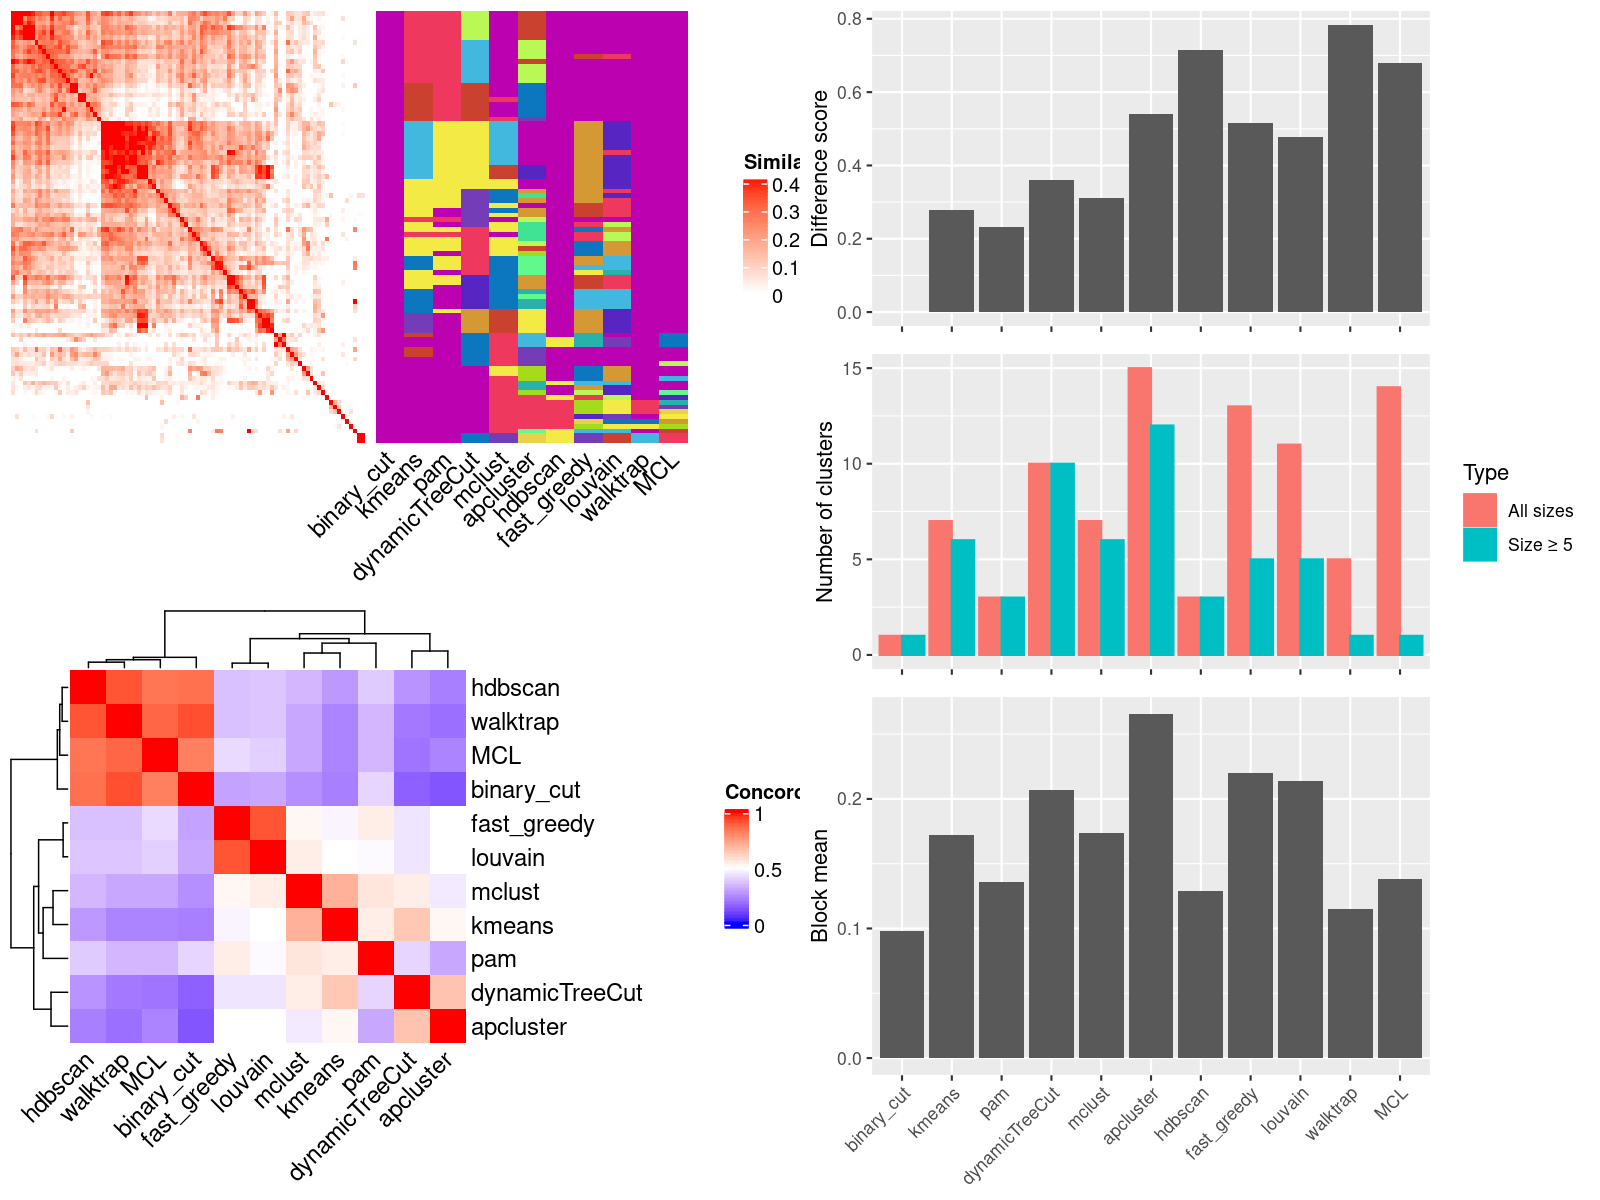 Simila
0.4
0.3
0.2
0.1
0
binary_cut
kmeans
pam
dynamicTreeCut
mclust
apcluster
hdbscan
fast_greedy
louvain
walktrap
MCL
hdbscan
walktrap
MCL
binary_cut
fast_greedy
louvain
mclust
kmeans
pam
dynamicTreeCut
apcluster
hdbscan
walktrap
MCL
binary_cut
fast_greedy
louvain
mclust
kmeans
pam
dynamicTreeCut
apcluster
Concord
1
0.5
0
Difference score
0.8
0.6
0.4
0.2
0.0
Number of clusters
15
10
5
0
Type
All sizes
Size ≥ 5
Block mean
0.2
0.1
0.0
binary_cut
kmeans
pam
dynamicTreeCut
mclust
apcluster
hdbscan
fast_greedy
louvain
walktrap
MCL